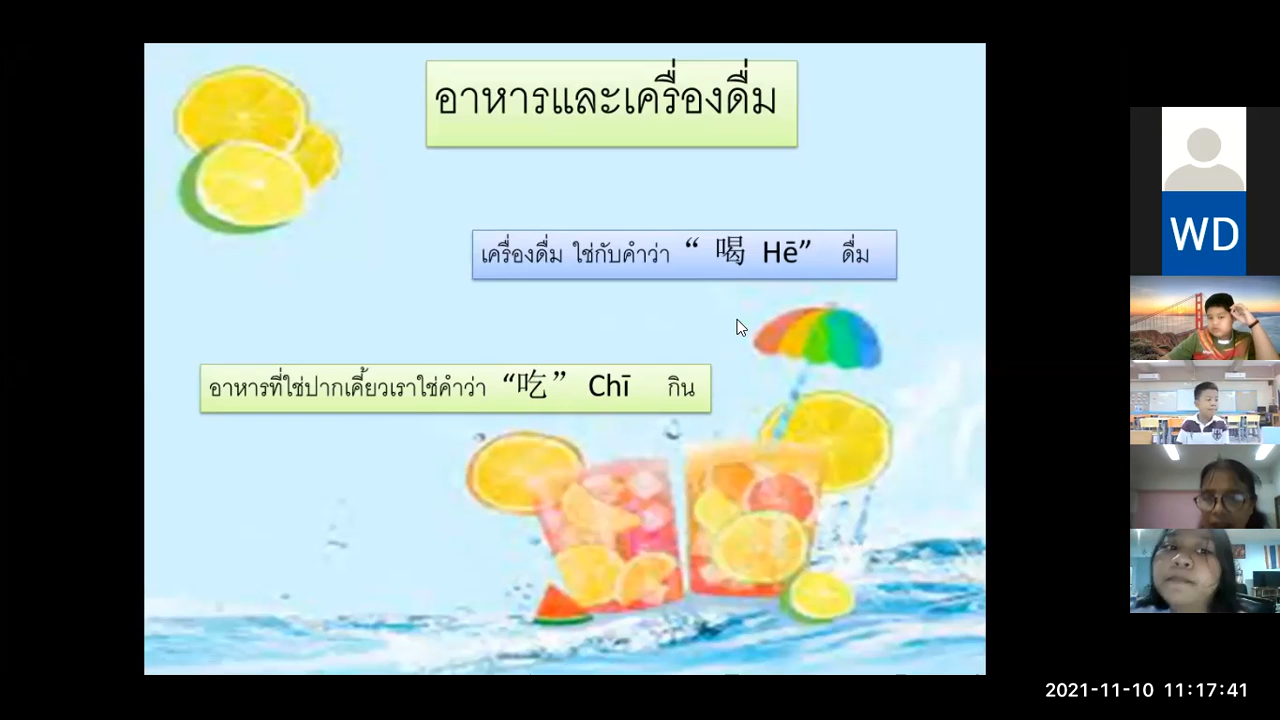 อาหารและเครื่องดื่ม
เครื่องดื่ม ใช่กับคำว่า “ 喝 Hē” ดื่ม
อาหารที่ใช่ปากเคี้ยวเราใช่คำว่า “吃” Chī กิน
WD
2021-11-10 11:17:41